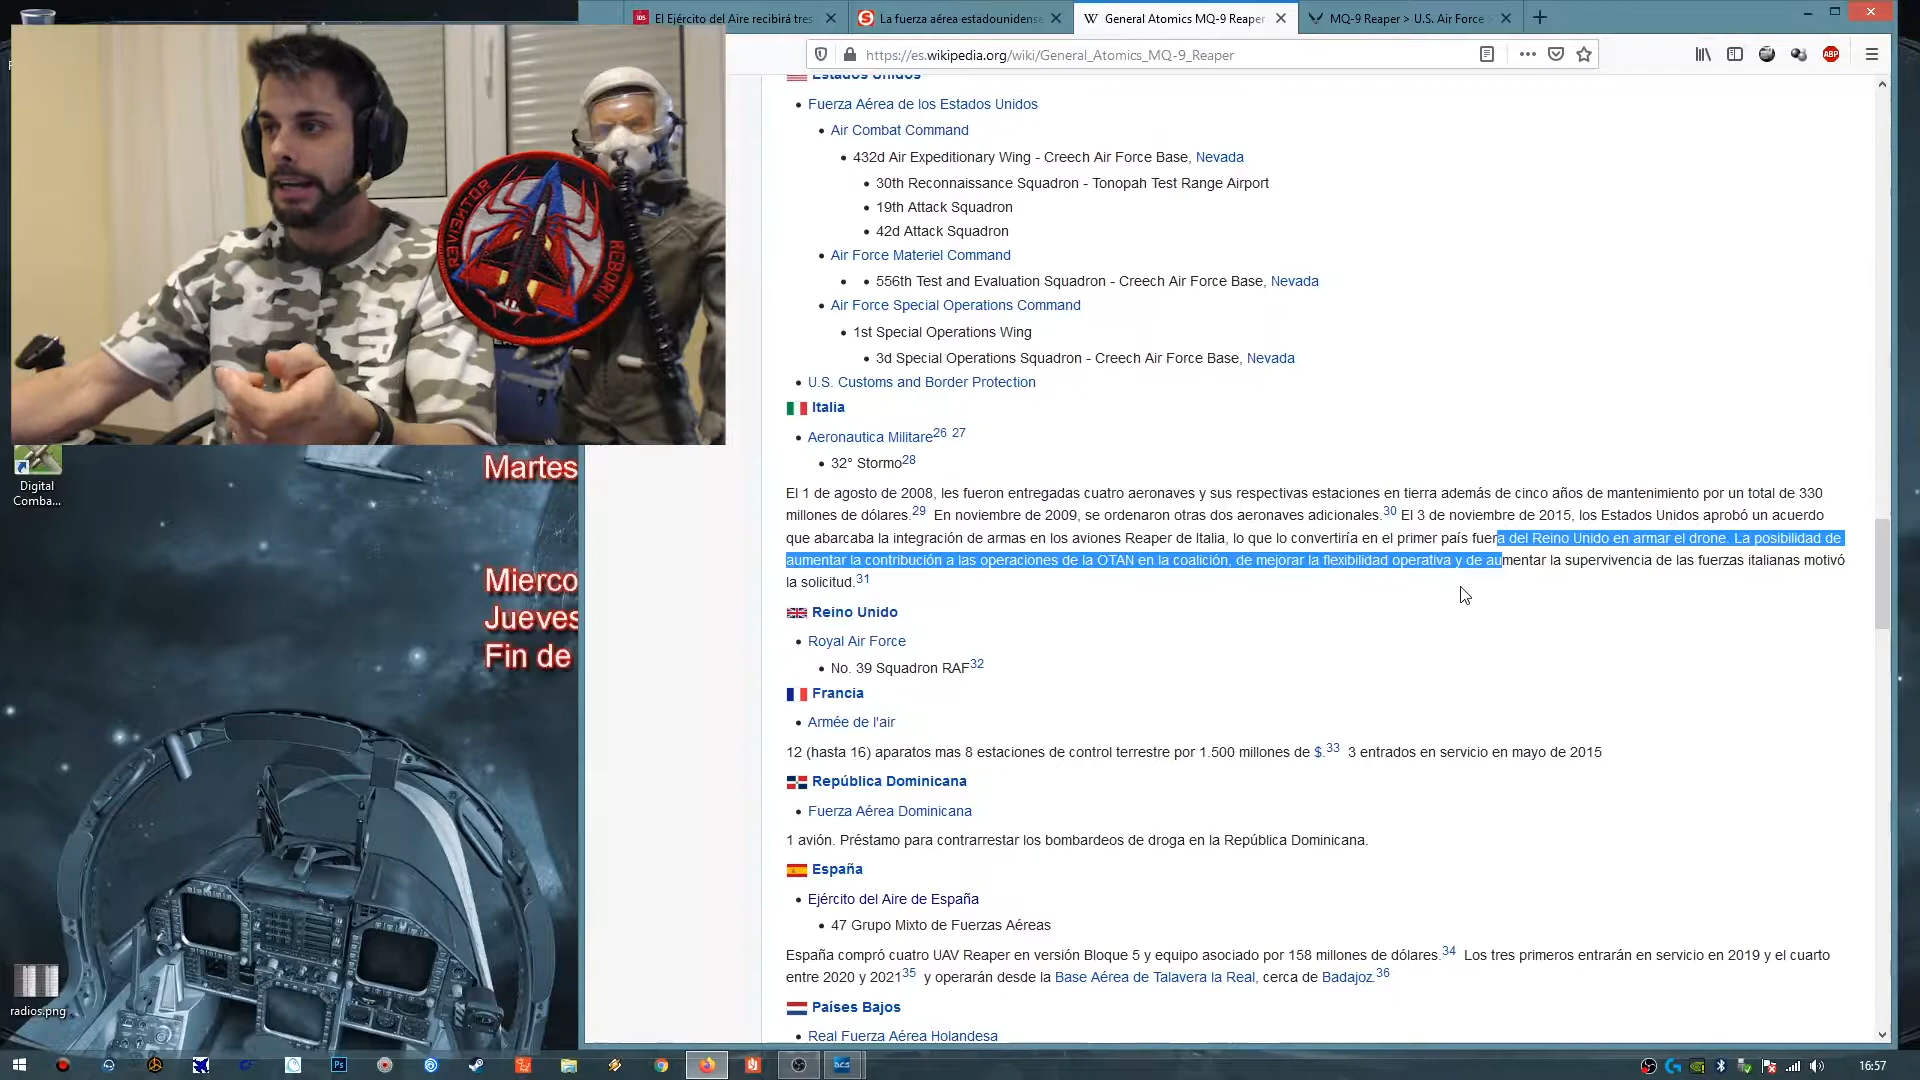 El Ejército del Aire recibirá tres
La fuerza aérea estadounidense
General Atomics MQ-9 Reaper
MQ-9 Reaper > U.S. Air Force >
https://es.wikipedia.org/wiki/General_Atomics_MQ-9_Reaper
ABP
Estados Unidos
Fuerza Aérea de los Estados Unidos
Air Combat Command
432d Air Expeditionary Wing - Creech Air Force Base, Nevada
30th Reconnaissance Squadron - Tonopah Test Range Airport
19th Attack Squadron
42d Attack Squadron
Air Force Materiel Command
556th Test and Evaluation Squadron - Creech Air Force Base, Nevada
Air Force Special Operations Command
1st Special Operations Wing
3d Special Operations Squadron - Creech Air Force Base, Nevada
U.S. Customs and Border Protection
Italia
Aeronautica Militare26 27
32° Stormo28
El 1 de agosto de 2008, les fueron entregadas cuatro aeronaves y sus respectivas estaciones en tierra además de cinco años de mantenimiento por un total de 330
millones de dólares.29 En noviembre de 2009, se ordenaron otras dos aeronaves adicionales.30 El 3 de noviembre de 2015, los Estados Unidos aprobó un acuerdo
que abarcaba la integración de armas en los aviones Reaper de Italia, lo que lo convertiría en el primer país fuera del Reino Unido en armar el drone. La posibilidad de
aumentar la contribución a las operaciones de la OTAN en la coalición, de mejorar la flexibilidad operativa y de aumentar la supervivencia de las fuerzas italianas motivó
la solicitud.31
Reino Unido
Royal Air Force
No. 39 Squadron RAF32
Francia
Armée de l'air
12 (hasta 16) aparatos mas 8 estaciones de control terrestre por 1.500 millones de $.33 3 entrados en servicio en mayo de 2015
República Dominicana
Fuerza Aérea Dominicana
1 avión. Préstamo para contrarrestar los bombardeos de droga en la República Dominicana.
España
Ejército del Aire de España
47 Grupo Mixto de Fuerzas Aéreas
España compró cuatro UAV Reaper en versión Bloque 5 y equipo asociado por 158 millones de dólares.34 Los tres primeros entrarán en servicio en 2019 y el cuarto
entre 2020 y 202135 y operarán desde la Base Aérea de Talavera la Real, cerca de Badajoz.36
Países Bajos
Real Fuerza Aérea Holandesa
REVIENTOR
REBORN
ARM
Digital
Comba...
Martes
Mierco
Jueves
Fin de
radios.png
Ps
DCS
16:57